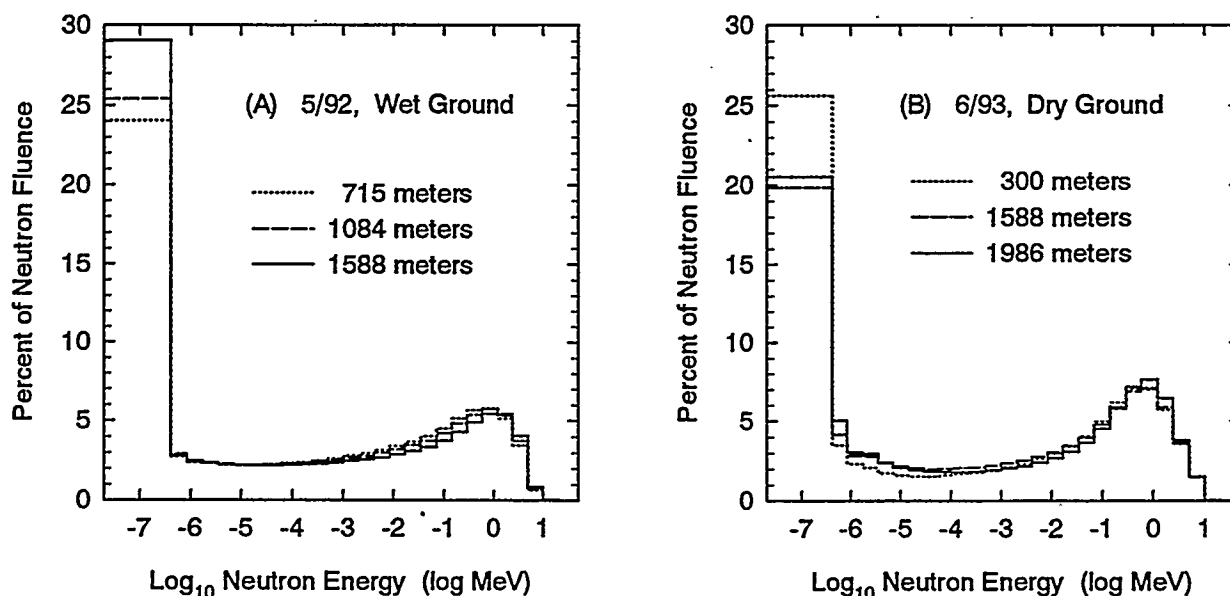 Percent of Neutron Fluence
30
25
20
15
10
5
0
(A) 5/92, Wet Ground
715 meters
1084 meters
1588 meters
-7 -6 -5 -4 -3 -2 -1 0 1
Log10 Neutron Energy (log MeV)
Percent of Neutron Fluence
30
25
20
15
10
5
0
(B) 6/93, Dry Ground
300 meters
1588 meters
1986 meters
-7 -6 -5 -4 -3 -2 -1 0 1
Log10 Neutron Energy (log MeV)